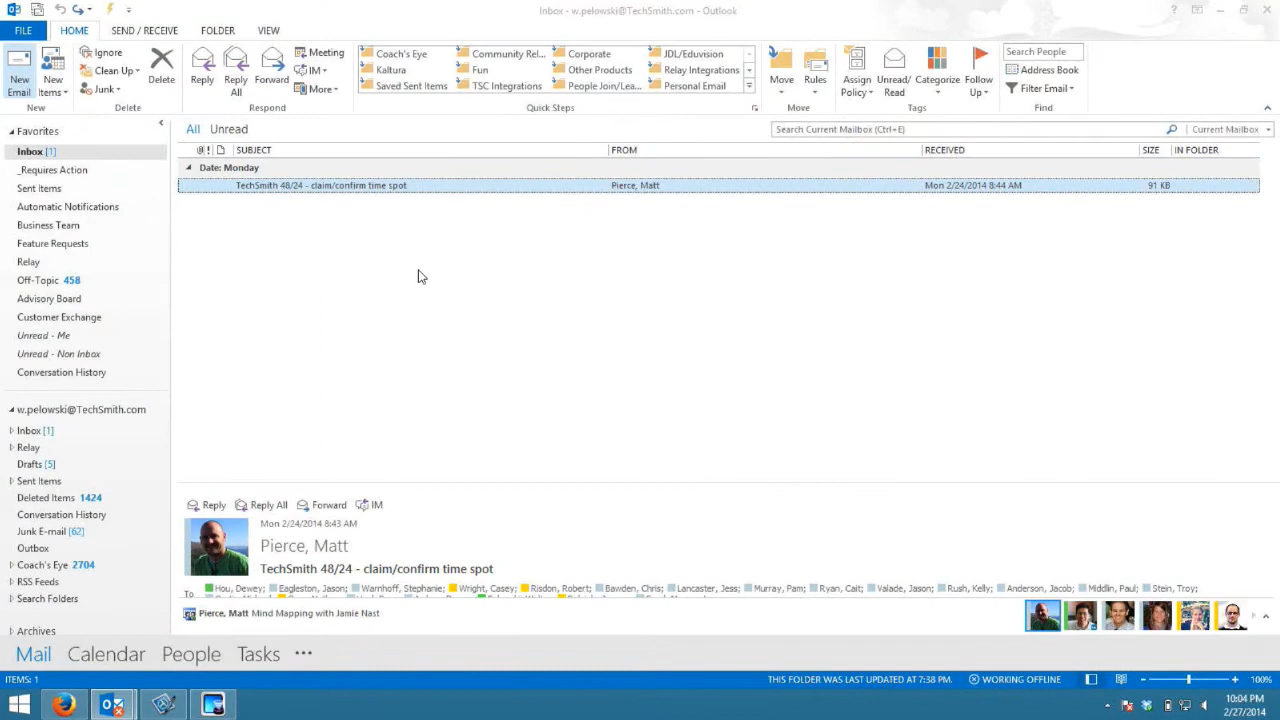 Inbox - w.pelowski@TechSmith.com - Outlook
FILE HOME SEND / RECEIVE FOLDER VIEW
New Email
New Items
New
Ignore
Clean Up
Junk
Delete
Delete
Reply
Reply All
Forward
Meeting
IM
More
Respond
Coach's Eye Community Rel... Corporate JDL/Eduvision
Kaltura Fun Other Products Relay Integrations
Saved Sent Items TSC Integrations People Join/Lea... Personal Email
Quick Steps
Move
Rules
Move
Assign Policy
Unread/ Read
Categorize
Follow Up
Tags
Search People
Address Book
Filter Email
Find
Favorites
Inbox [1]
_Requires Action
Sent Items
Automatic Notifications
Business Team
Feature Requests
Relay
Off-Topic 458
Advisory Board
Customer Exchange
Unread - Me
Unread - Non Inbox
Conversation History
w.pelowski@TechSmith.com
Inbox [1]
Relay
Drafts [5]
Sent Items
Deleted Items 1424
Conversation History
Junk E-mail [62]
Outbox
Coach's Eye 2704
RSS Feeds
Search Folders
Archives
All Unread
Search Current Mailbox (Ctrl+E) Current Mailbox
SUBJECT FROM RECEIVED SIZE IN FOLDER
Date: Monday
TechSmith 48/24 - claim/confirm time spot Pierce, Matt Mon 2/24/2014 8:44 AM 91 KB
Reply Reply All Forward IM
Mon 2/24/2014 8:43 AM
Pierce, Matt
TechSmith 48/24 - claim/confirm time spot
To
Hou, Dewey; Eagleston, Jason; Warnhoff, Stephanie; Wright, Casey; Risdon, Robert; Bawden, Chris; Lancaster, Jess; Murray, Pam; Ryan, Cait; Valade, Jason; Rush, Kelly; Anderson, Jacob; Middlin, Paul; Stein, Troy;
Pierce, Matt Mind Mapping with Jamie Nast
Mail Calendar People Tasks •••
ITEMS: 1 THIS FOLDER WAS LAST UPDATED AT 7:38 PM. WORKING OFFLINE 100%
10:04 PM
2/27/2014